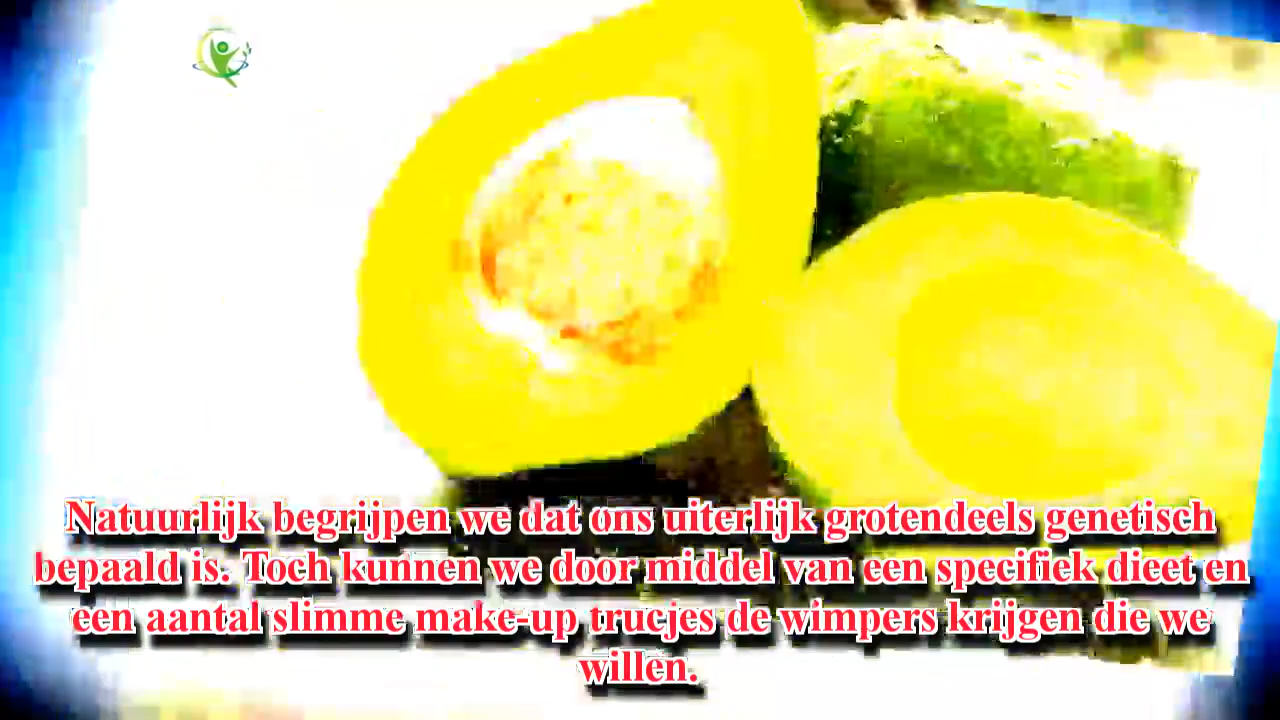 Natuurlijk begrijpen we dat ons uiterlijk grotendeels genetisch
bepaald is. Toch kunnen we door middel van een specifiek dieet en
een aantal slimme make-up trucjes de wimpers krijgen die we
willen.